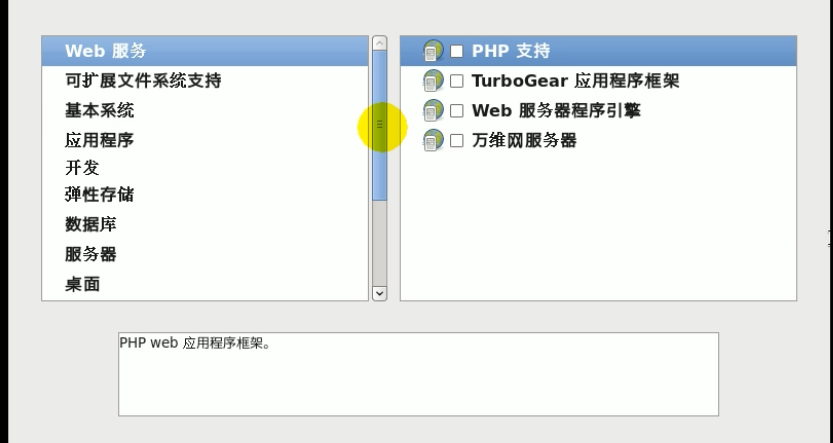 Web 服务
可扩展文件系统支持
基本系统
应用程序
开发
弹性存储
数据库
服务器
桌面
PHP 支持
TurboGear 应用程序框架
Web 服务器程序引擎
万维网服务器
PHP web 应用程序框架。